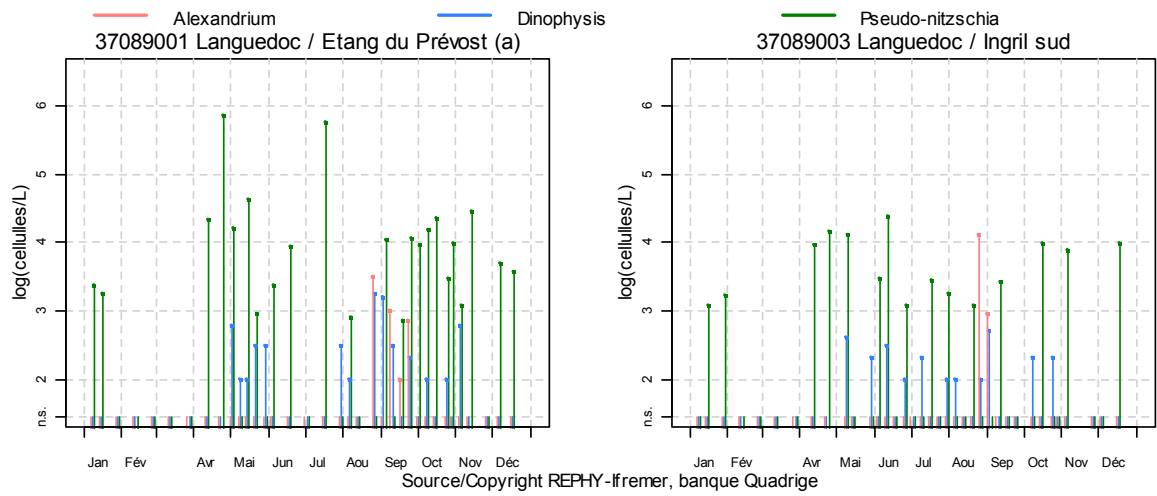 Alexandrium Dinophysis Pseudo-nitzschia
37089001 Languedoc / Etang du Prévost (a)
37089003 Languedoc / Ingril sud
log(cellulles/L)
6
5
4
3
2
n.s.
Jan Fév Avr Mai Jun Jul Aou Sep Oct Nov Déc
log(cellulles/L)
6
5
4
3
2
n.s.
Jan Fév Avr Mai Jun Jul Aou Sep Oct Nov Déc
Source/Copyright REPHY-Ifremer, banque Quadrige